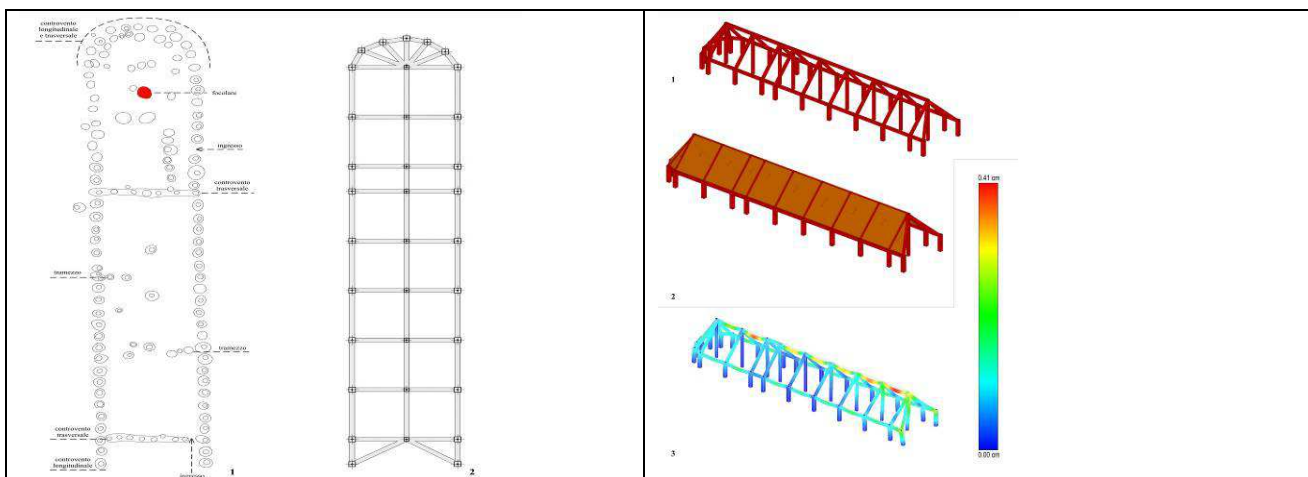 controvento
longitudinale
e trasversale
focolare
ingresso
controvento
trasversale
tramezzo
tramezzo
controvento
trasversale
controvento
longitudinale
ingresso
1
2
1
2
3
0.41 cm
0.00 cm